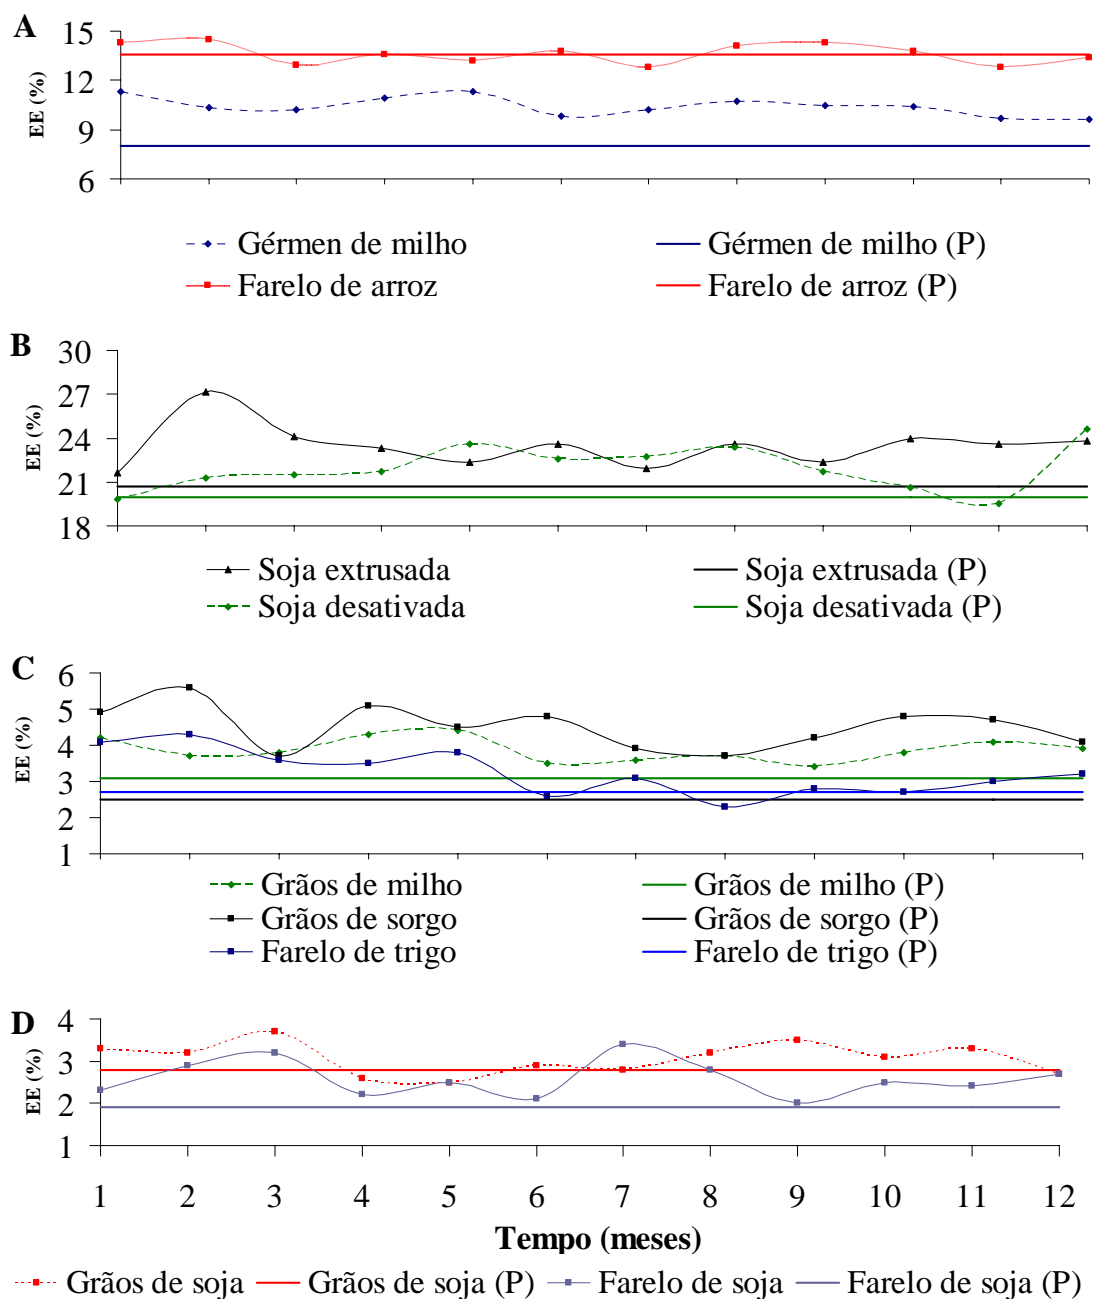 A
15
12
9
6
EE (%)
Gérmen de milho
Gérmen de milho (P)
Farelo de arroz
Farelo de arroz (P)
B
30
27
24
21
18
EE (%)
Soja extrusada
Soja extrusada (P)
Soja desativada
Soja desativada (P)
C
6
5
4
3
2
1
EE (%)
Grãos de milho
Grãos de milho (P)
Grãos de sorgo
Grãos de sorgo (P)
Farelo de trigo
Farelo de trigo (P)
D
4
3
2
1
EE (%)
1 2 3 4 5 6 7 8 9 10 11 12
Tempo (meses)
Grãos de soja Grãos de soja (P) Farelo de soja Farelo de soja (P)